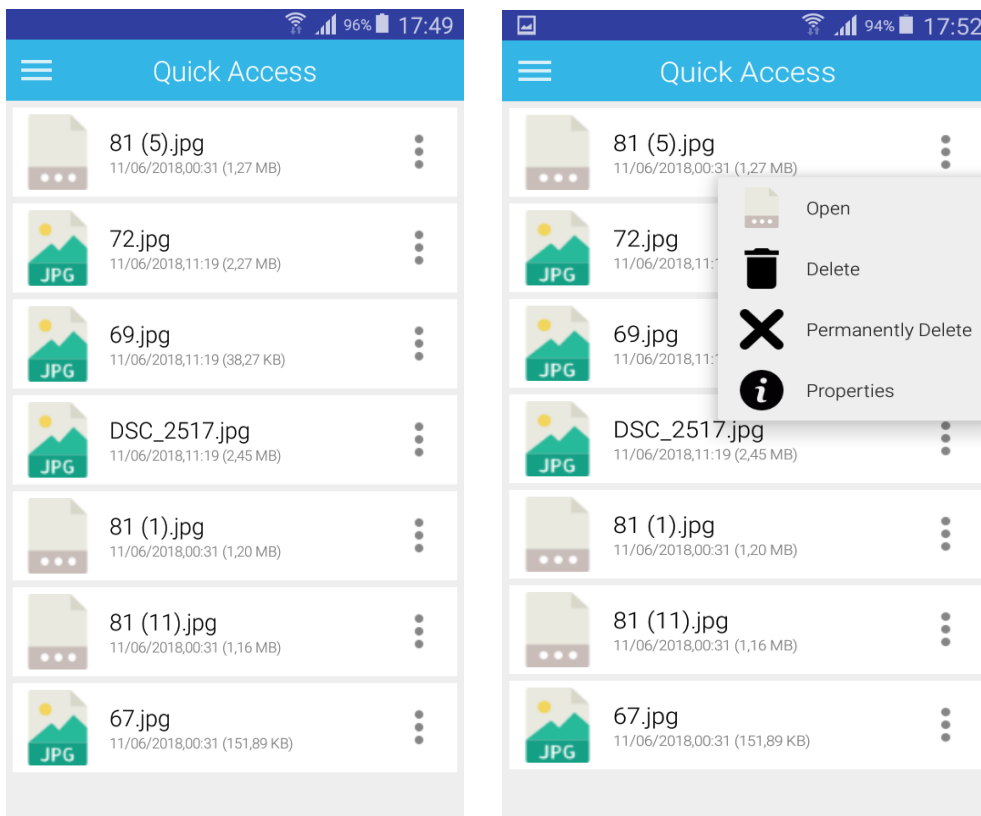 96% 17:49
Quick Access
81 (5).jpg
11/06/2018,00:31 (1,27 MB)
72.jpg
11/06/2018,11:19 (2,27 MB)
JPG
69.jpg
11/06/2018,11:19 (38,27 KB)
JPG
DSC_2517.jpg
11/06/2018,11:19 (2,45 MB)
JPG
81 (1).jpg
11/06/2018,00:31 (1,20 MB)
81 (11).jpg
11/06/2018,00:31 (1,16 MB)
67.jpg
11/06/2018,00:31 (151,89 KB)
JPG
94% 17:52
Quick Access
81 (5).jpg
11/06/2018,00:31 (1,27 MB)
Open
72.jpg
11/06/2018,11:
JPG
Delete
69.jpg
11/06/2018,11:
JPG
Permanently Delete
Properties
DSC_2517.jpg
11/06/2018,11:19 (2,45 MB)
JPG
81 (1).jpg
11/06/2018,00:31 (1,20 MB)
81 (11).jpg
11/06/2018,00:31 (1,16 MB)
67.jpg
11/06/2018,00:31 (151,89 KB)
JPG